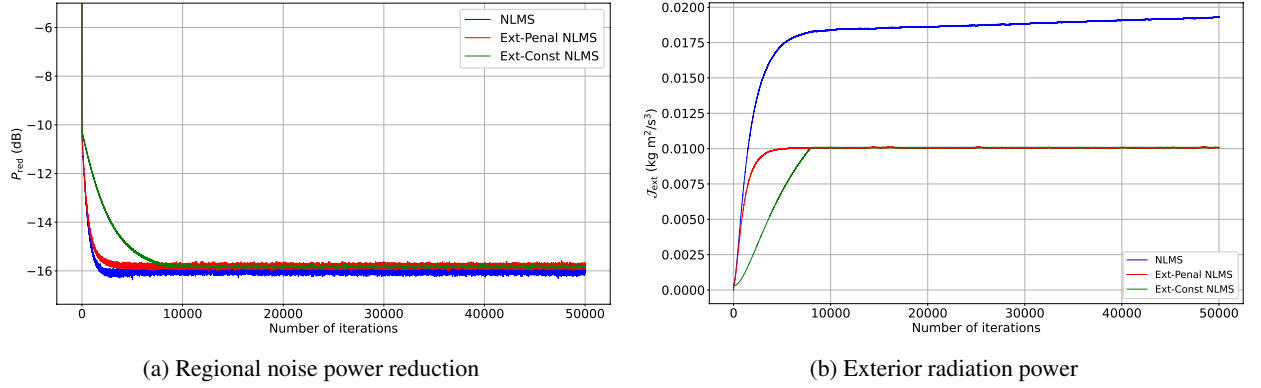 −6
−8
−10
−12
−14
−16
P_red (dB)
0 10000 20000 30000 40000 50000
Number of iterations
NLMS
Ext-Penal NLMS
Ext-Const NLMS
(a) Regional noise power reduction
0.0200
0.0175
0.0150
0.0125
0.0100
0.0075
0.0050
0.0025
0.0000
𝒥_ext (kg m²/s³)
0 10000 20000 30000 40000 50000
Number of iterations
NLMS
Ext-Penal NLMS
Ext-Const NLMS
(b) Exterior radiation power